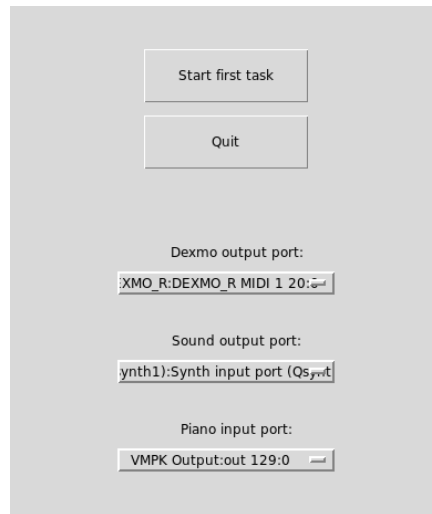 Start first task
Quit
Dexmo output port:
XMO_R:DEXMO_R MIDI 1 20:
Sound output port:
ynth1):Synth input port (Qsynt
Piano input port:
VMPK Output:out 129:0